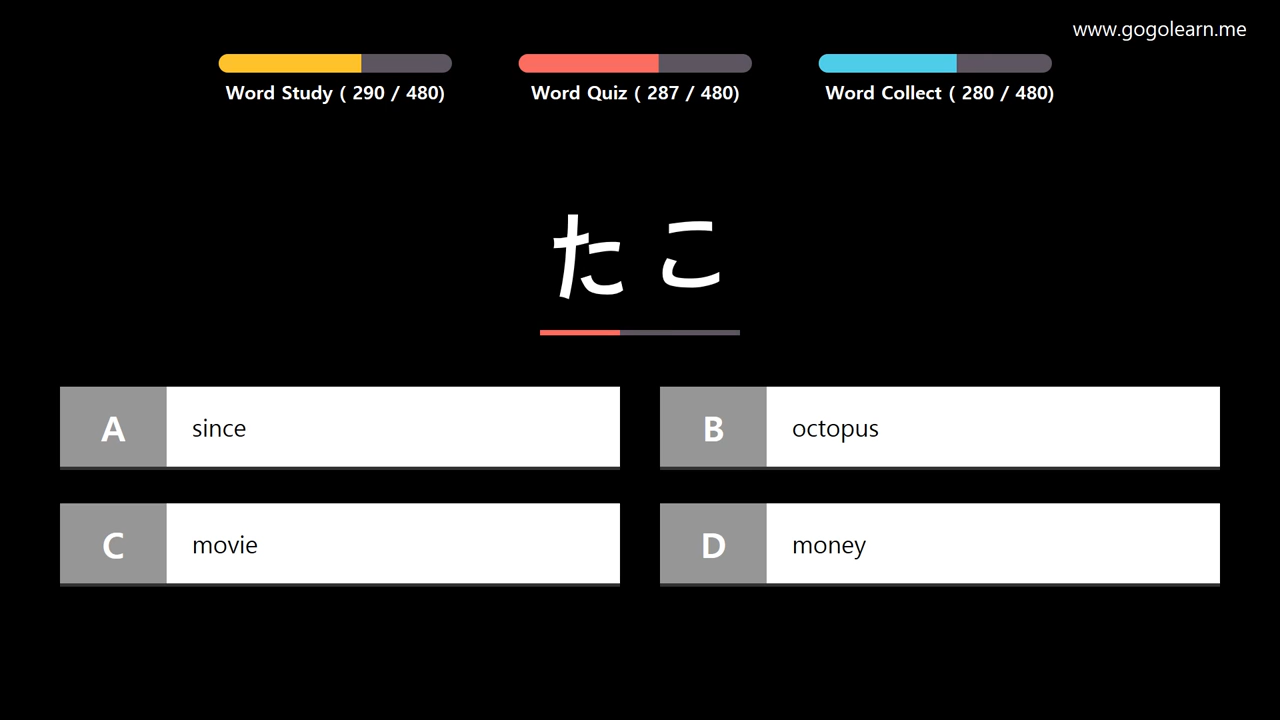 www.gogolearn.me
Word Study ( 290 / 480)
Word Quiz ( 287 / 480)
Word Collect ( 280 / 480)
たこ
A since
B octopus
C movie
D money